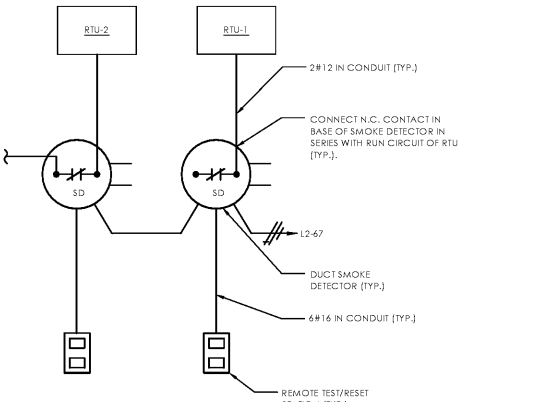 RTU-2
RTU-1
2#12 IN CONDUIT (TYP.)
CONNECT N.C. CONTACT IN
BASE OF SMOKE DETECTOR IN
SERIES WITH RUN CIRCUIT OF RTU
(TYP.).
SD
SD
L2-67
DUCT SMOKE
DETECTOR (TYP.)
6#16 IN CONDUIT (TYP.)
REMOTE TEST/RESET